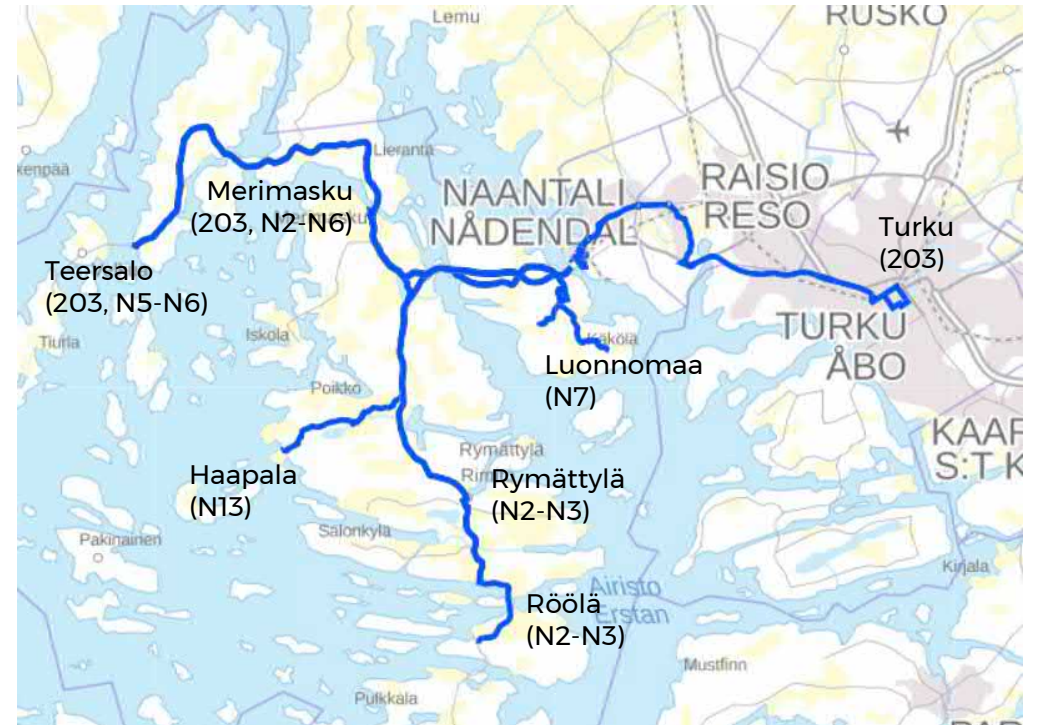 Lemu
RUSKO
Lieranta
kenpää
NAANTALI
NÅDENDAL
RAISIO
RESO
Merimasku
(203, N2-N6)
Turku
(203)
Teersalo
(203, N5-N6)
TURKU
ÅBO
Tiurla
Iskola
Käkölä
Luonnomaa
(N7)
Poikko
KAAR
S:T K
Rymättylä
Haapala
(N13)
Rymättylä
(N2-N3)
Salonkylä
Pakinainen
Kirjala
Airisto
Erstan
Röölä
(N2-N3)
Mustfinn
Pulkkala